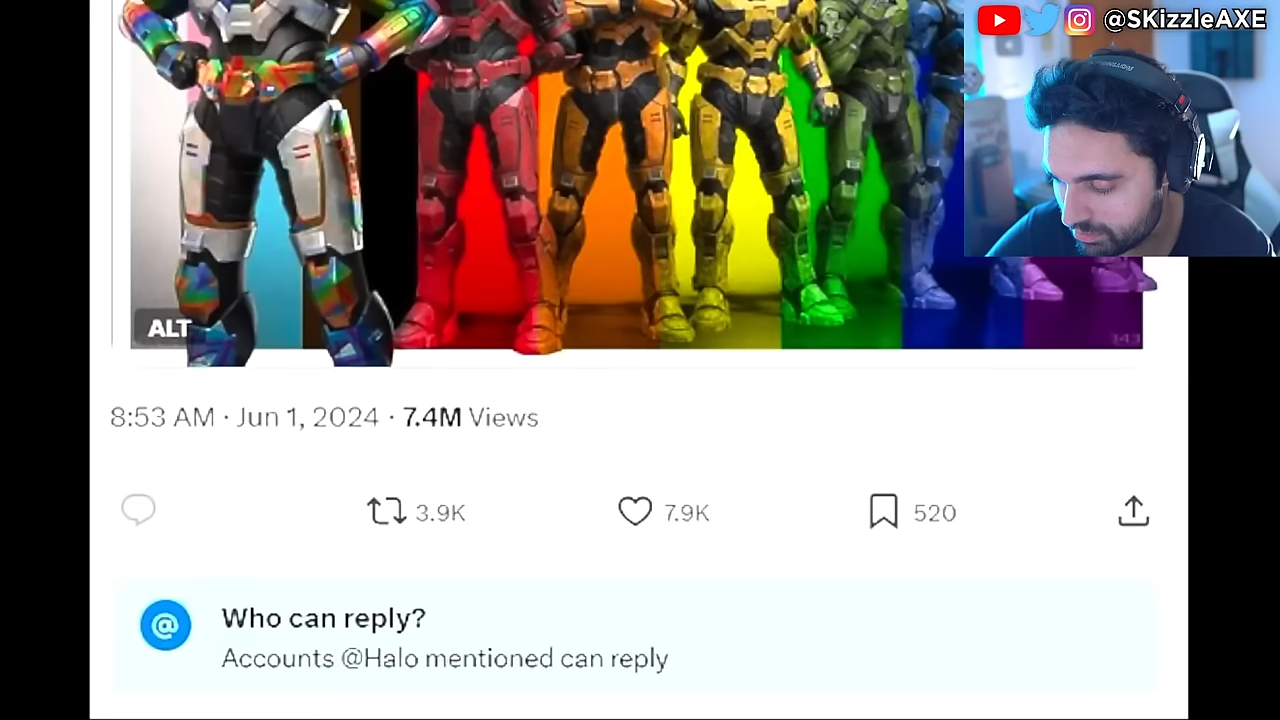 @SKizzleAXE
ALT
343
8:53 AM · Jun 1, 2024 · 7.4M Views
3.9K
7.9K
520
Who can reply?
Accounts @Halo mentioned can reply